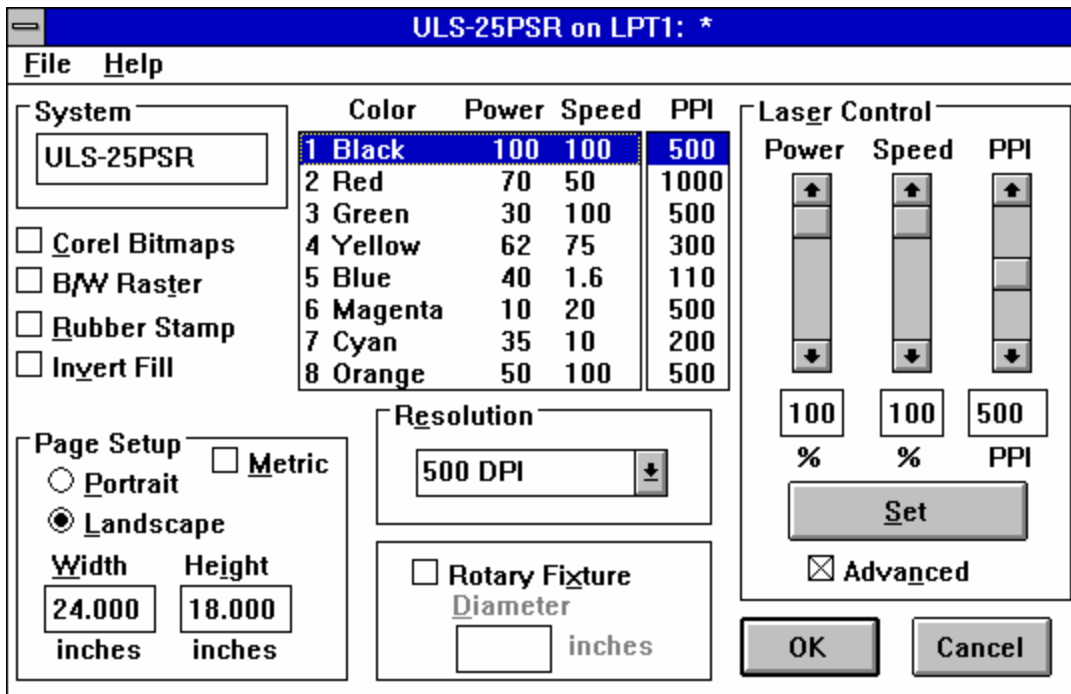 ULS-25PSR on LPT1: *
File Help
System
ULS-25PSR
Corel Bitmaps
B/W Raster
Rubber Stamp
Invert Fill
Color Power Speed PPI
1 Black 100 100 500
2 Red 70 50 1000
3 Green 30 100 500
4 Yellow 62 75 300
5 Blue 40 1.6 110
6 Magenta 10 20 500
7 Cyan 35 10 200
8 Orange 50 100 500
Laser Control
Power Speed PPI
100 100 500
% % PPI
Set
Advanced
Page Setup
Metric
Portrait
Landscape
Width Height
24.000 18.000
inches inches
Resolution
500 DPI
Rotary Fixture
Diameter
inches
OK Cancel